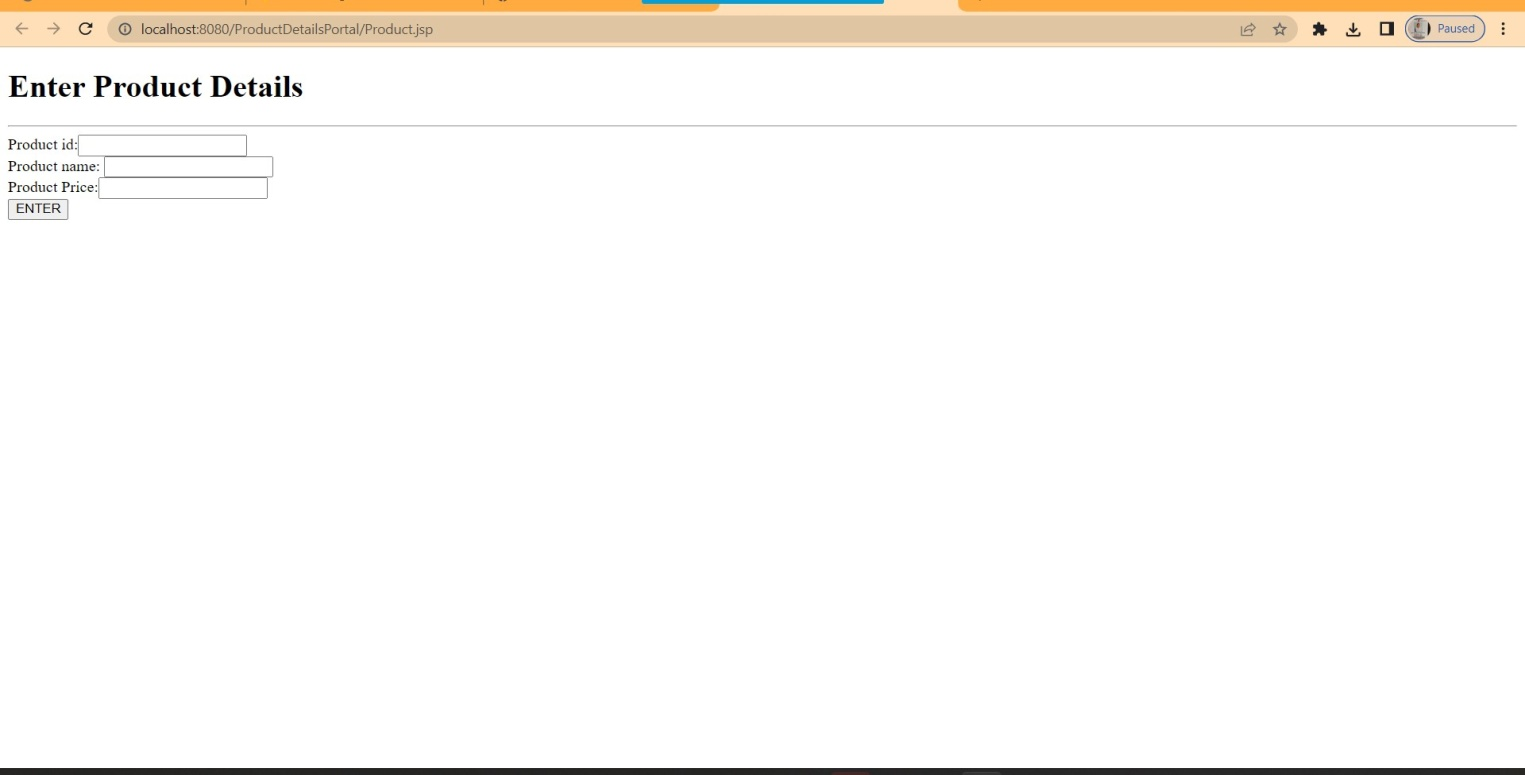 localhost:8080/ProductDetailsPortal/Product.jsp
Paused
Enter Product Details
Product id:
Product name:
Product Price:
ENTER